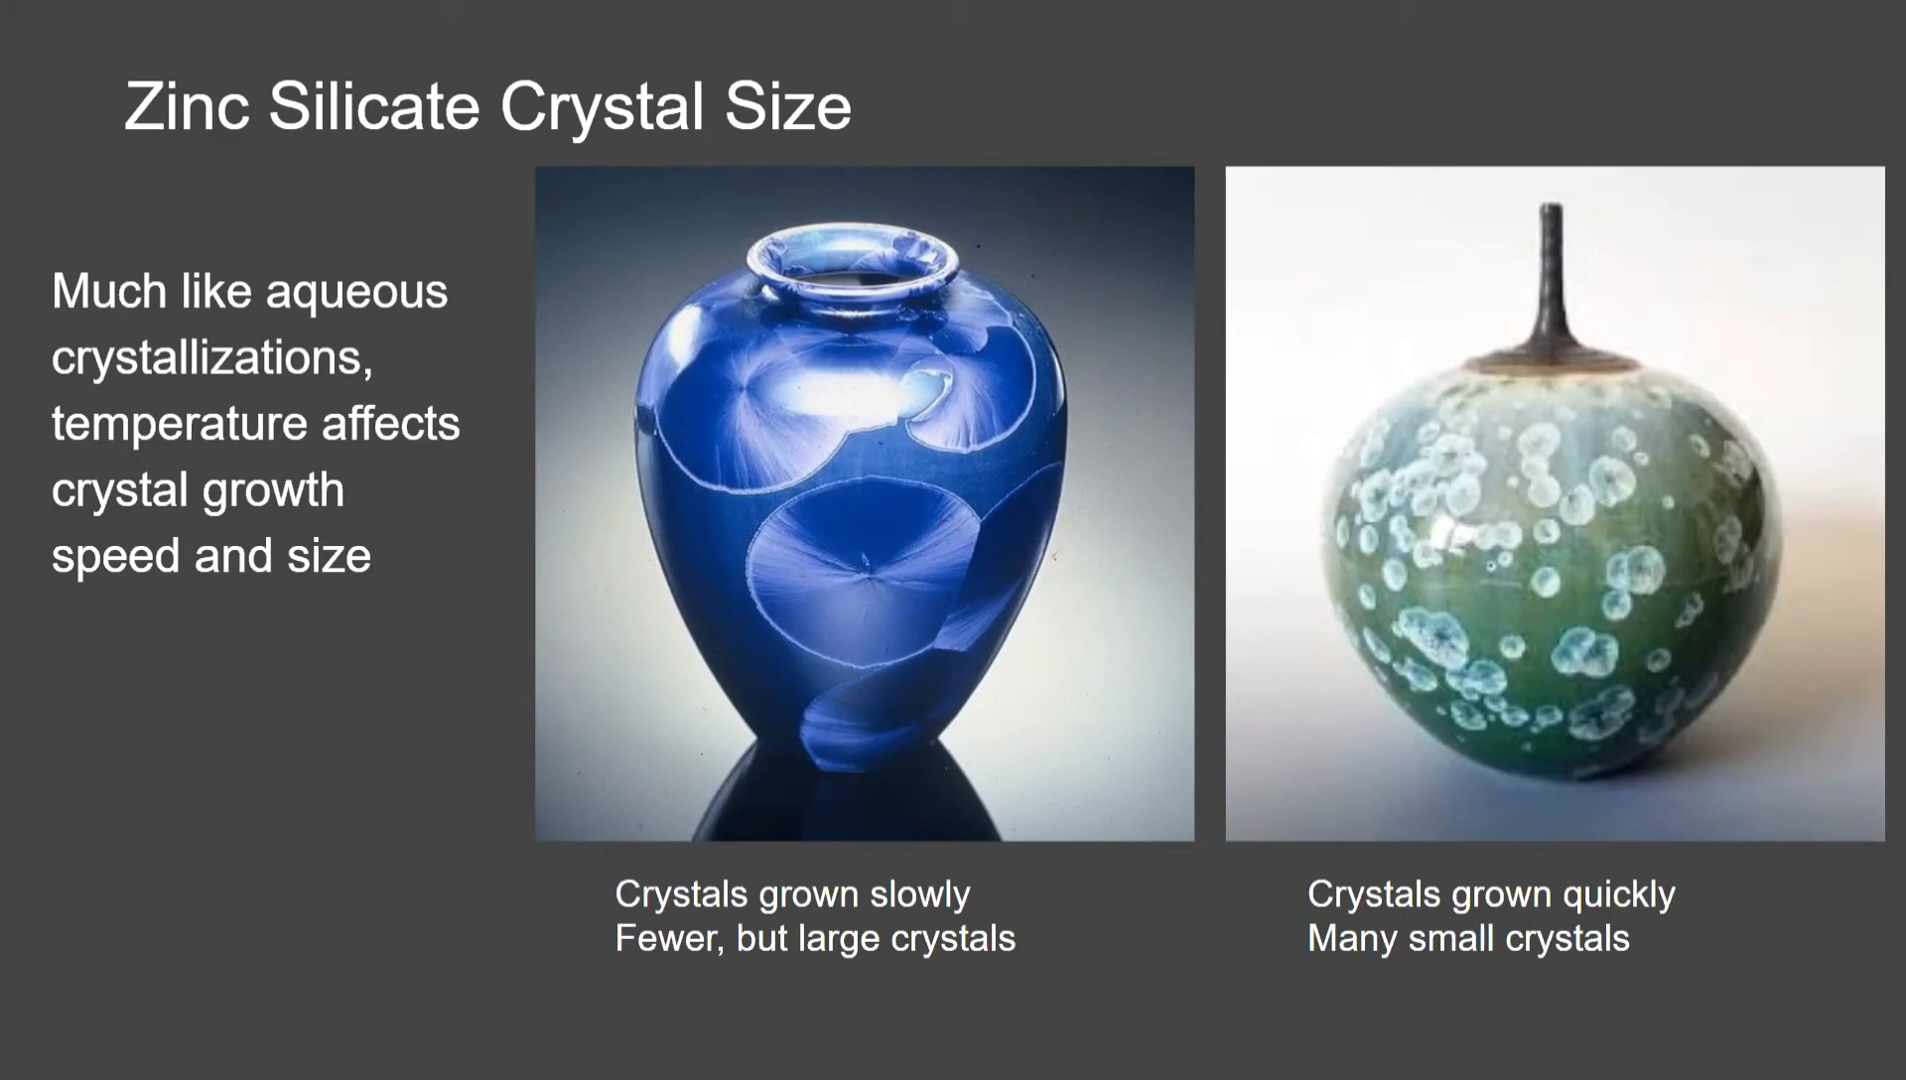 Zinc Silicate Crystal Size
Much like aqueous
crystallizations,
temperature affects
crystal growth
speed and size
Crystals grown slowly
Fewer, but large crystals
Crystals grown quickly
Many small crystals